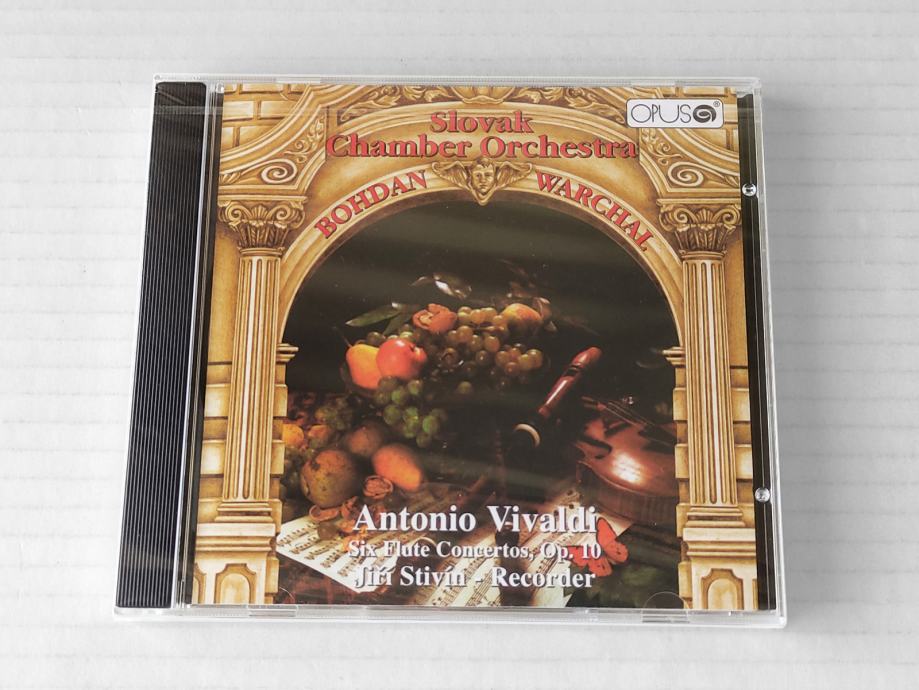 OPUS
Slovak
Chamber Orchestra
BOHDAN WARCHAL
Antonio Vivaldi
Six Flute Concertos, Op. 10
Jiří Stivín - Recorder